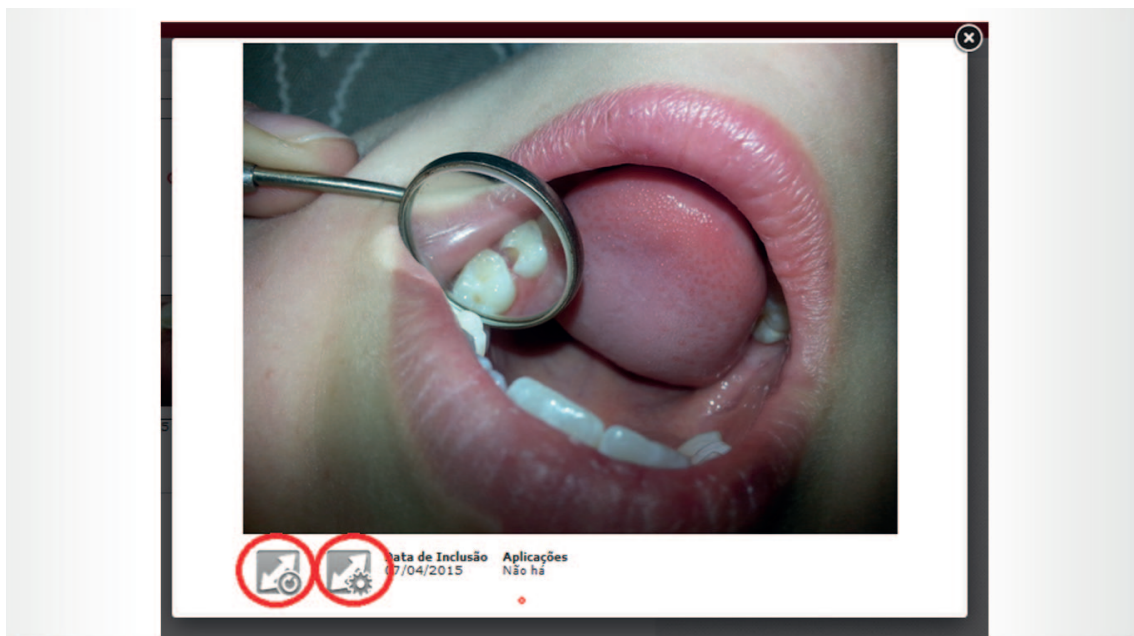 Data de Inclusão Aplicações
07/04/2015 Não há